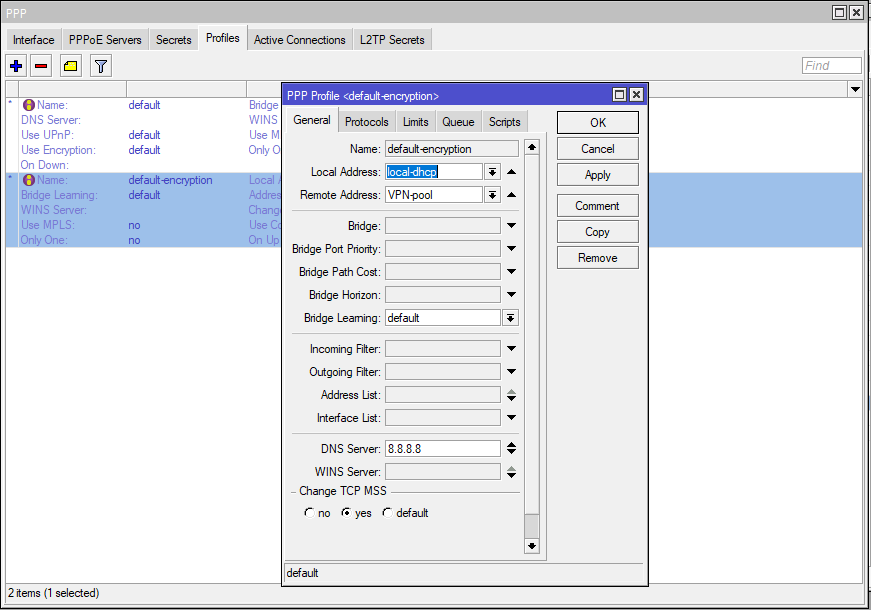 PPP
Interface PPPoE Servers Secrets Profiles Active Connections L2TP Secrets
Find
* Name: default Bridge
DNS Server: WINS
Use UPnP: default Use M
Use Encryption: default Only O
On Down:
* Name: default-encryption Local A
Bridge Learning: default Addres
WINS Server: Change
Use MPLS: no Use Co
Only One: no On Up
PPP Profile <default-encryption>
General Protocols Limits Queue Scripts
Name: default-encryption
Local Address: local-dhcp
Remote Address: VPN-pool
Bridge:
Bridge Port Priority:
Bridge Path Cost:
Bridge Horizon:
Bridge Learning: default
Incoming Filter:
Outgoing Filter:
Address List:
Interface List:
DNS Server: 8.8.8.8
WINS Server:
Change TCP MSS
no yes default
OK
Cancel
Apply
Comment
Copy
Remove
default
2 items (1 selected)